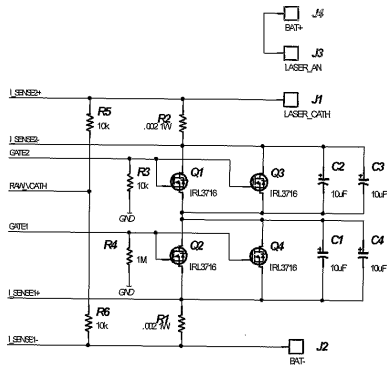 J4
BAT+
J3
LASER_AN
I_SENSE2+
J1
LASER_CATH
R5
10k
R2
.002 1W
I_SENSE2-
GATE2
R3
10k
Q1
IRL3716
Q3
IRL3716
C2
10uF
C3
10uF
RAW_VCATH
GND
GATE1
R4
1M
Q2
IRL3716
Q4
IRL3716
C1
10uF
C4
10uF
GND
I_SENSE1+
R6
10k
R1
.002 1W
I_SENSE1-
J2
BAT-